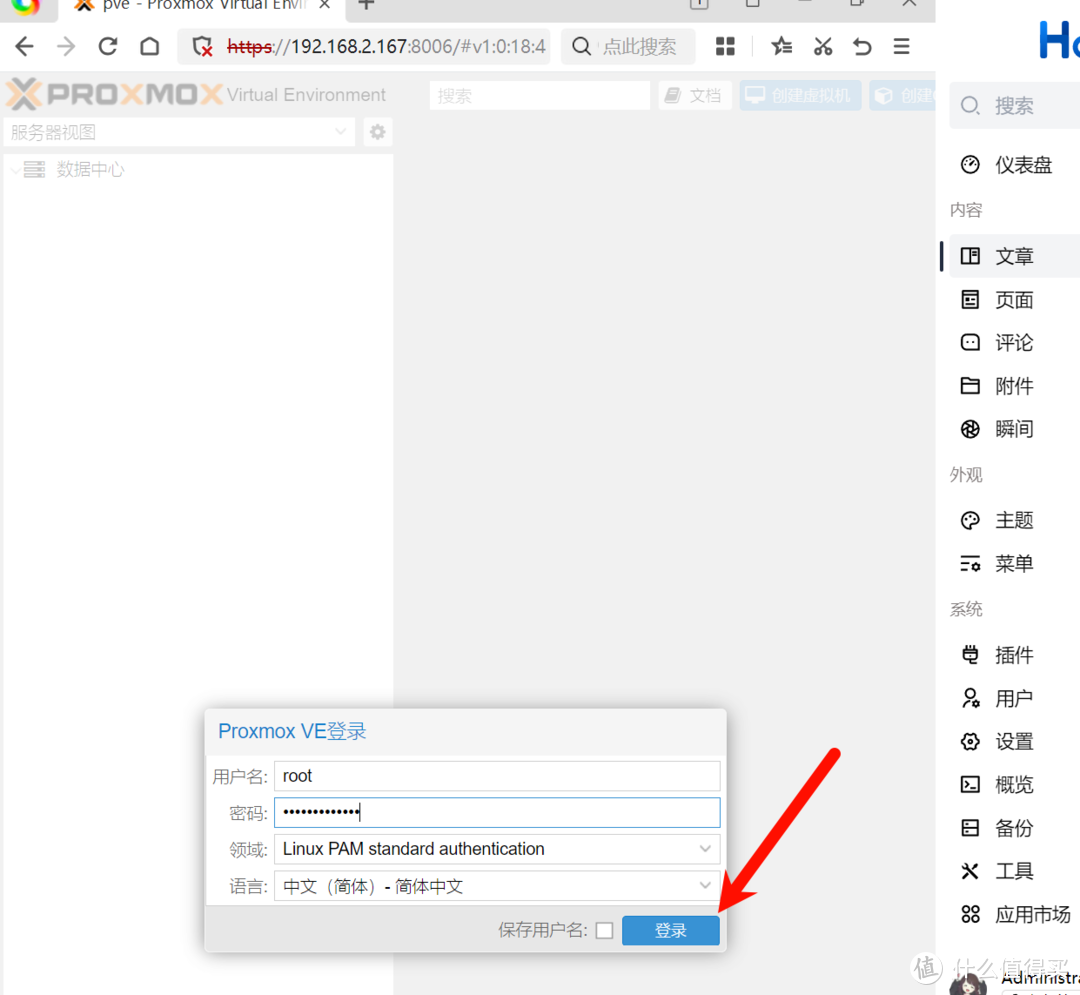 pve - Proxmox Virtual Envir
https://192.168.2.167:8006/#v1:0:18:4
点此搜索
PROXMOX Virtual Environment
搜索
文档
创建虚拟机
创建
服务器视图
数据中心
Proxmox VE登录
用户名: root
密码: •••••••••••••
领域: Linux PAM standard authentication
语言: 中文（简体）- 简体中文
保存用户名:
登录
搜索
仪表盘
内容
文章
页面
评论
附件
瞬间
外观
主题
菜单
系统
插件
用户
设置
概览
备份
工具
应用市场
值 什么值得买
Administra